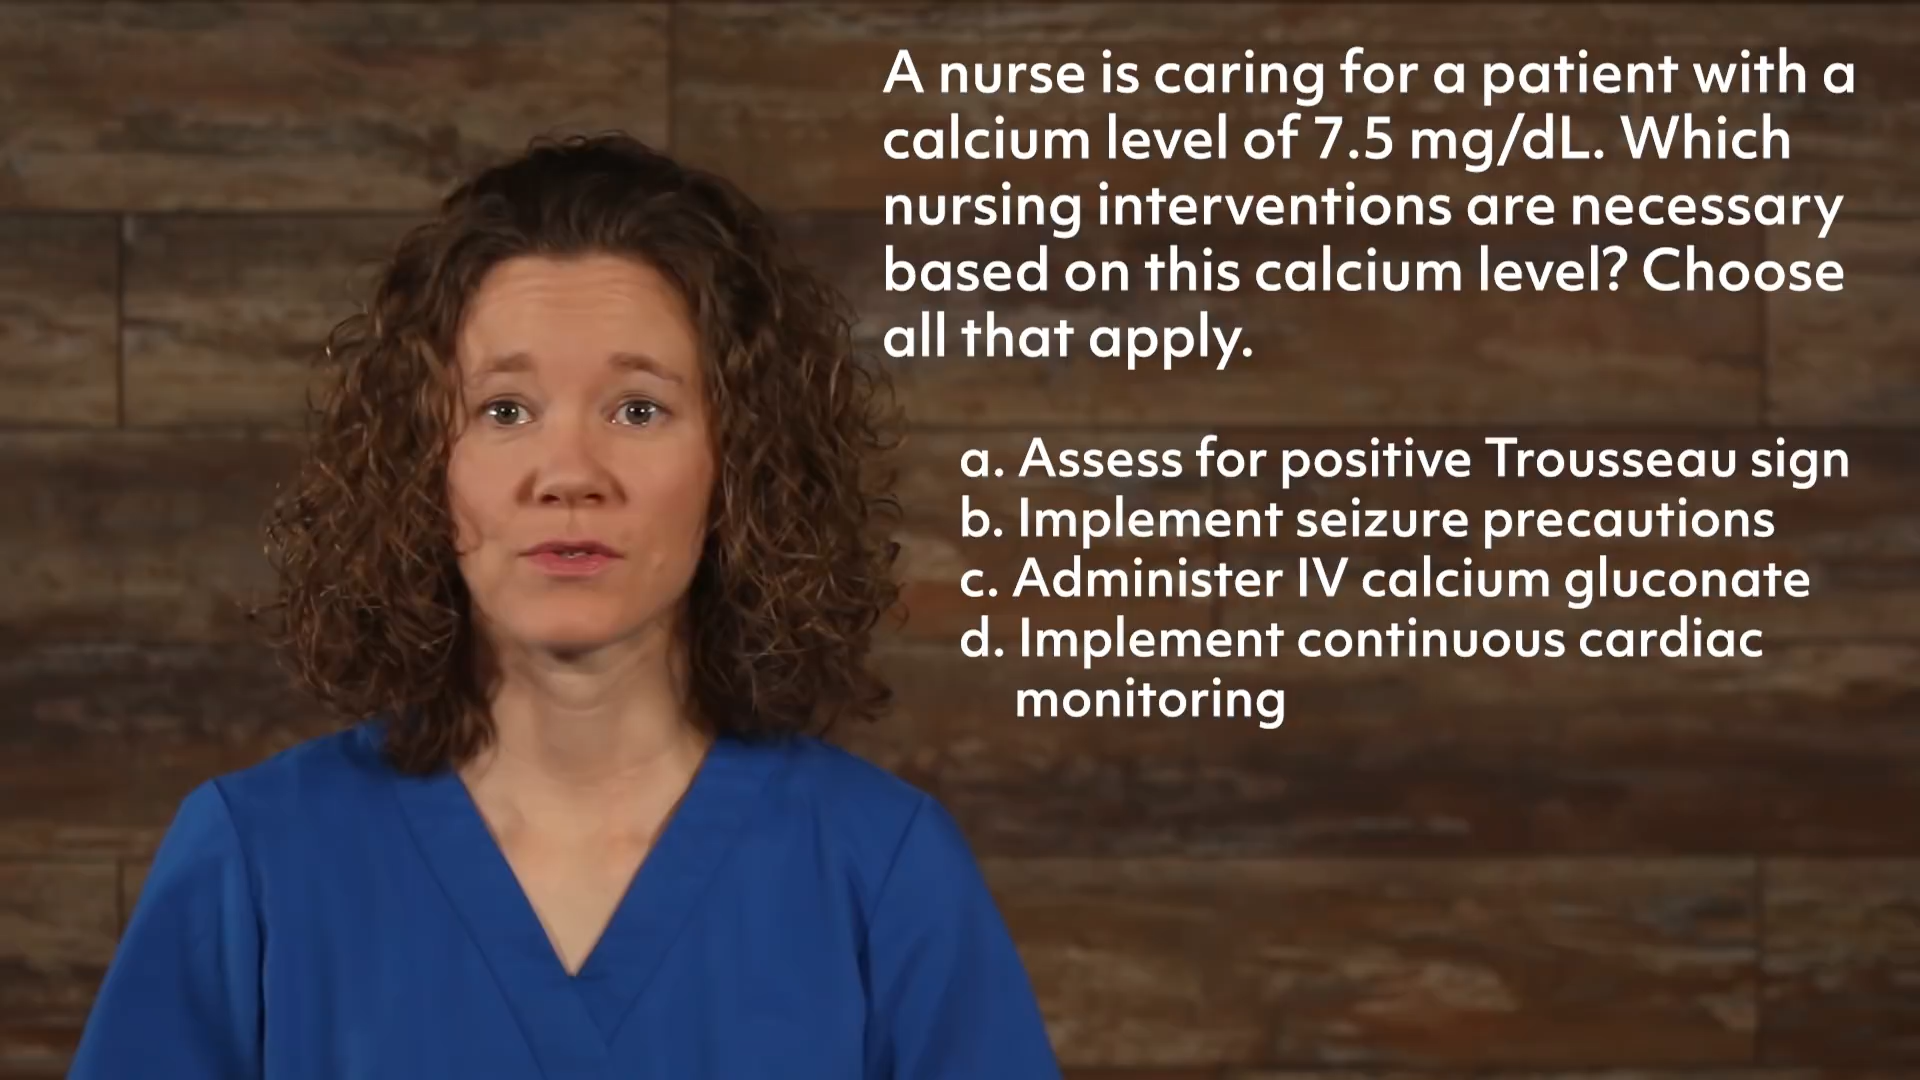 A nurse is caring for a patient with a
calcium level of 7.5 mg/dL. Which
nursing interventions are necessary
based on this calcium level? Choose
all that apply.
a. Assess for positive Trousseau sign
b. Implement seizure precautions
c. Administer IV calcium gluconate
d. Implement continuous cardiac
monitoring